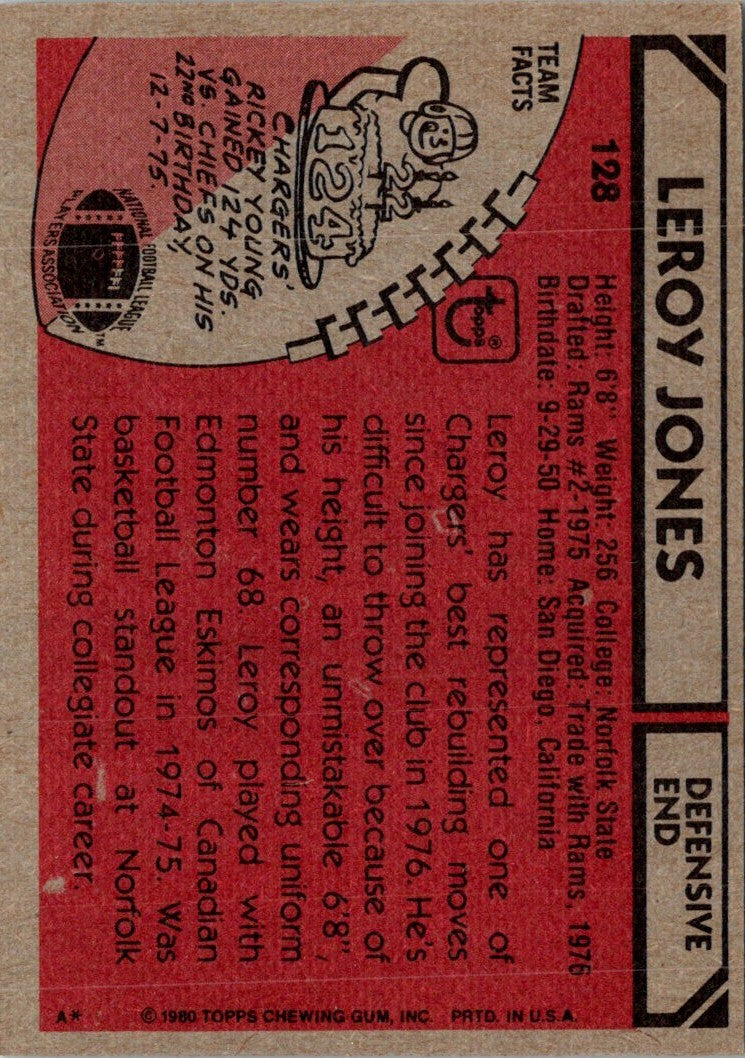 LEROY JONES
DEFENSIVE
END
128
Height: 6'8" Weight: 256 College: Norfolk State
Drafted: Rams #2-1975 Acquired: Trade with Rams, 1976
Birthdate: 9-29-50 Home: San Diego, California
TEAM
FACTS
22
124
CHARGERS'
RICKEY YOUNG
GAINED 124 YDS.
VS. CHIEFS ON HIS
22ND BIRTHDAY,
12-7-75.
NATIONAL FOOTBALL LEAGUE
PLAYERS ASSOCIATION
TM
topps®
Leroy has represented one of
Chargers' best rebuilding moves
since joining the club in 1976. He's
difficult to throw over because of
his height, an unmistakable 6'8",
and wears corresponding uniform
number 68. Leroy played with
Edmonton Eskimos of Canadian
Football League in 1974-75. Was
basketball standout at Norfolk
State during collegiate career.
A* © 1980 TOPPS CHEWING GUM, INC. PRTD. IN U.S.A.